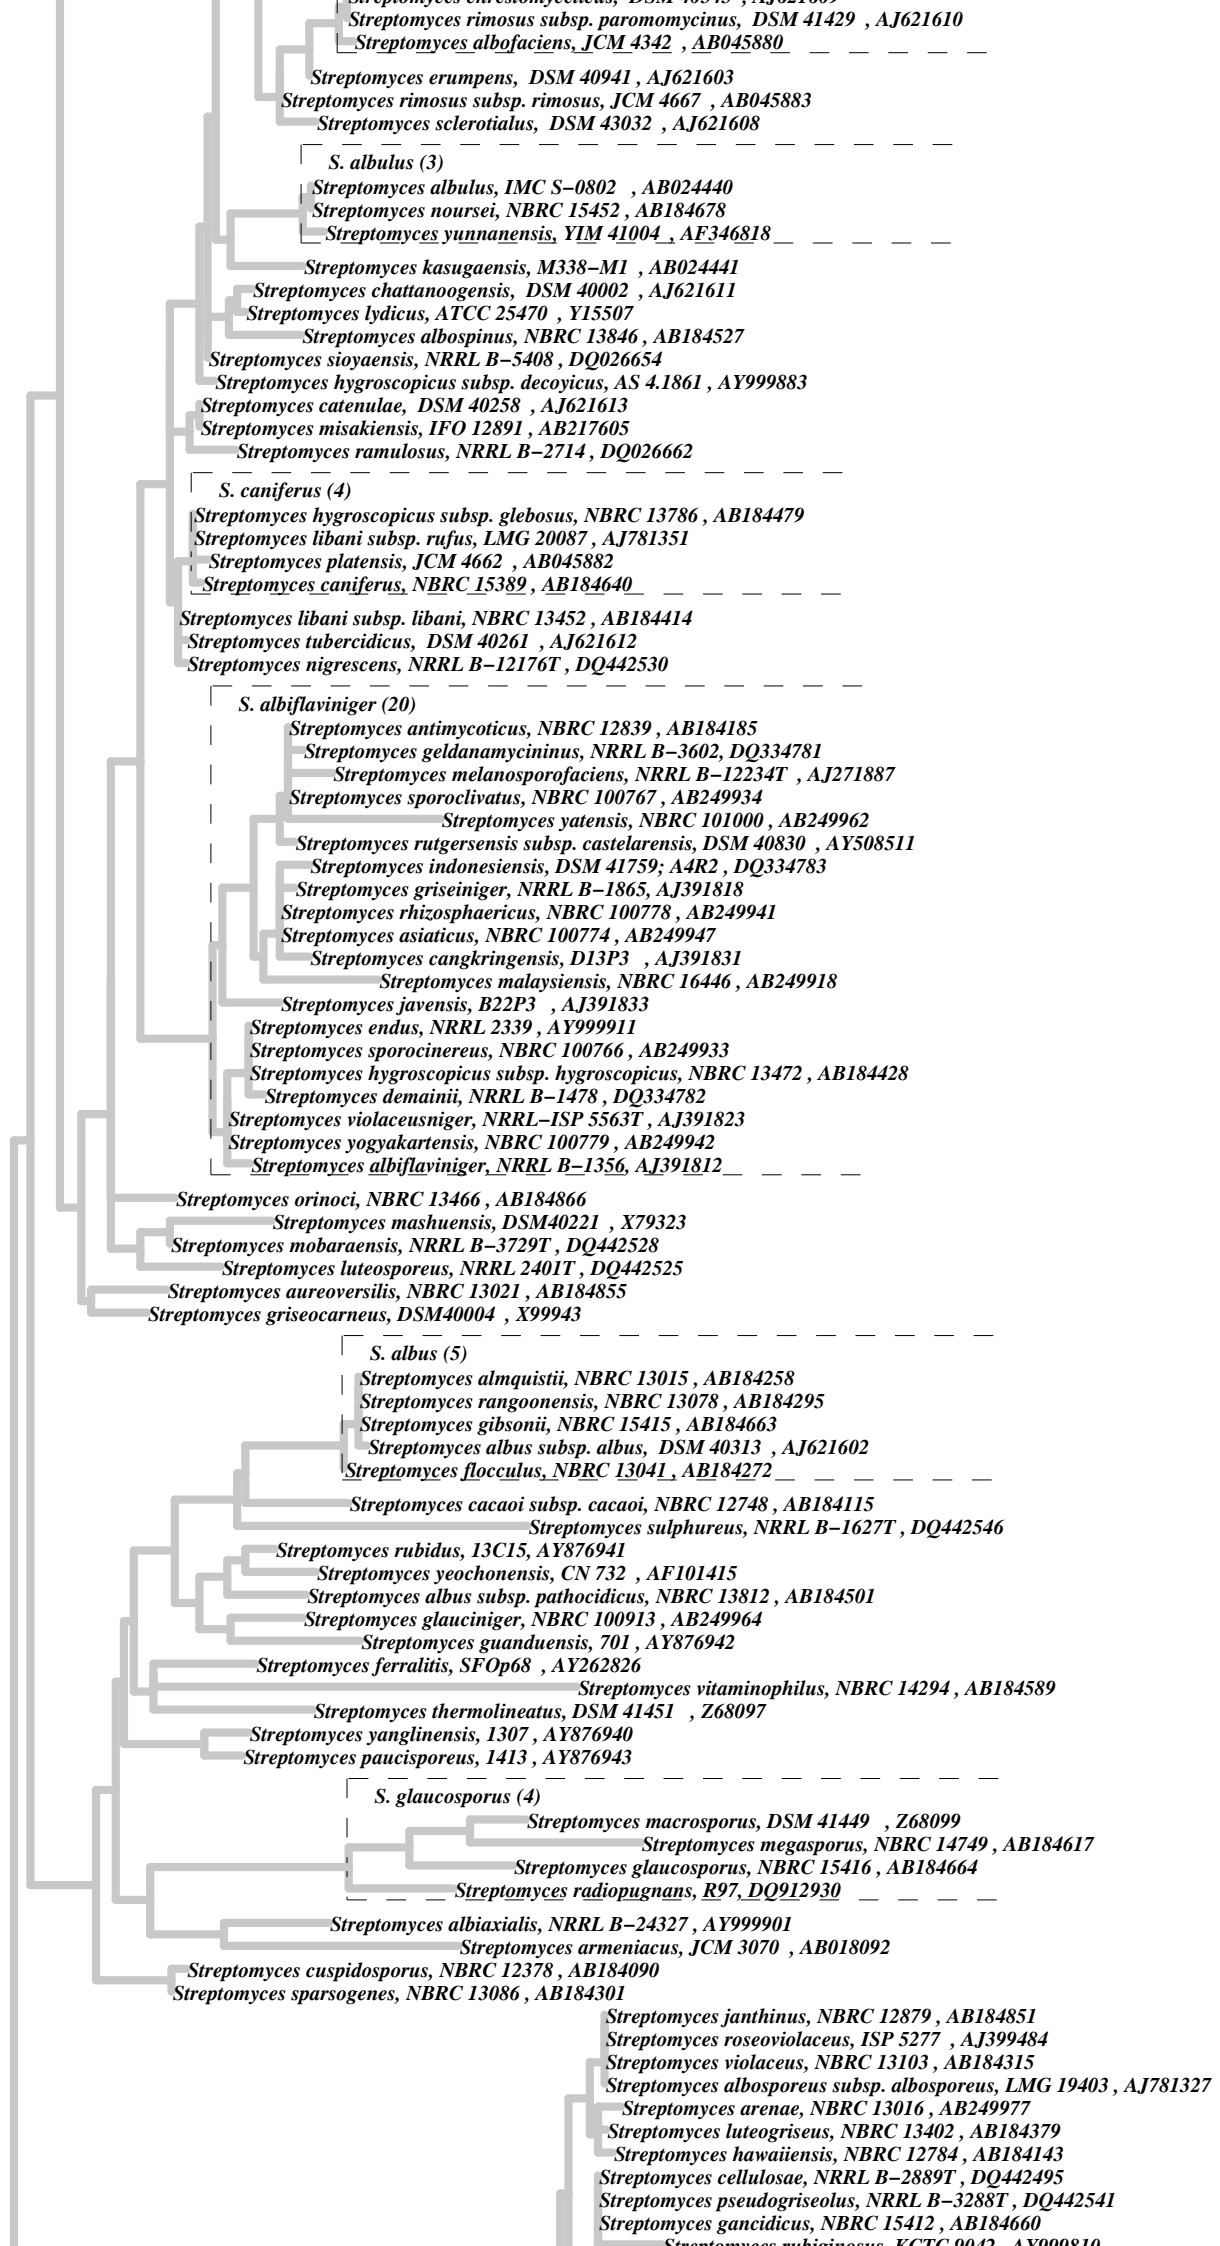 Streptomyces rimosus subsp. paromomycinus, DSM 41429 , AJ621610
Streptomyces albofaciens, JCM 4342 , AB045880
Streptomyces erumpens, DSM 40941 , AJ621603
Streptomyces rimosus subsp. rimosus, JCM 4667 , AB045883
Streptomyces sclerotialus, DSM 43032 , AJ621608
S. albulus (3)
Streptomyces albulus, IMC S−0802 , AB024440
Streptomyces noursei, NBRC 15452 , AB184678
Streptomyces yunnanensis, YIM 41004 , AF346818
Streptomyces kasugaensis, M338−M1 , AB024441
Streptomyces chattanoogensis, DSM 40002 , AJ621611
Streptomyces lydicus, ATCC 25470 , Y15507
Streptomyces albospinus, NBRC 13846 , AB184527
Streptomyces sioyaensis, NRRL B−5408 , DQ026654
Streptomyces hygroscopicus subsp. decoyicus, AS 4.1861 , AY999883
Streptomyces catenulae, DSM 40258 , AJ621613
Streptomyces misakiensis, IFO 12891 , AB217605
Streptomyces ramulosus, NRRL B−2714 , DQ026662
S. caniferus (4)
Streptomyces hygroscopicus subsp. glebosus, NBRC 13786 , AB184479
Streptomyces libani subsp. rufus, LMG 20087 , AJ781351
Streptomyces platensis, JCM 4662 , AB045882
Streptomyces caniferus, NBRC 15389 , AB184640
Streptomyces libani subsp. libani, NBRC 13452 , AB184414
Streptomyces tubercidicus, DSM 40261 , AJ621612
Streptomyces nigrescens, NRRL B−12176T , DQ442530
S. albiflaviniger (20)
Streptomyces antimycoticus, NBRC 12839 , AB184185
Streptomyces geldanamycininus, NRRL B−3602, DQ334781
Streptomyces melanosporofaciens, NRRL B−12234T , AJ271887
Streptomyces sporoclivatus, NBRC 100767 , AB249934
Streptomyces yatensis, NBRC 101000 , AB249962
Streptomyces rutgersensis subsp. castelarensis, DSM 40830 , AY508511
Streptomyces indonesiensis, DSM 41759; A4R2 , DQ334783
Streptomyces griseiniger, NRRL B−1865, AJ391818
Streptomyces rhizosphaericus, NBRC 100778 , AB249941
Streptomyces asiaticus, NBRC 100774 , AB249947
Streptomyces cangkringensis, D13P3 , AJ391831
Streptomyces malaysiensis, NBRC 16446 , AB249918
Streptomyces javensis, B22P3 , AJ391833
Streptomyces endus, NRRL 2339 , AY999911
Streptomyces sporocinereus, NBRC 100766 , AB249933
Streptomyces hygroscopicus subsp. hygroscopicus, NBRC 13472 , AB184428
Streptomyces demainii, NRRL B−1478 , DQ334782
Streptomyces violaceusniger, NRRL−ISP 5563T , AJ391823
Streptomyces yogyakartensis, NBRC 100779 , AB249942
Streptomyces albiflaviniger, NRRL B−1356, AJ391812
Streptomyces orinoci, NBRC 13466 , AB184866
Streptomyces mashuensis, DSM40221 , X79323
Streptomyces mobaraensis, NRRL B−3729T , DQ442528
Streptomyces luteosporeus, NRRL 2401T , DQ442525
Streptomyces aureoversilis, NBRC 13021 , AB184855
Streptomyces griseocarneus, DSM40004 , X99943
S. albus (5)
Streptomyces almquistii, NBRC 13015 , AB184258
Streptomyces rangoonensis, NBRC 13078 , AB184295
Streptomyces gibsonii, NBRC 15415 , AB184663
Streptomyces albus subsp. albus, DSM 40313 , AJ621602
Streptomyces flocculus, NBRC 13041 , AB184272
Streptomyces cacaoi subsp. cacaoi, NBRC 12748 , AB184115
Streptomyces sulphureus, NRRL B−1627T , DQ442546
Streptomyces rubidus, 13C15, AY876941
Streptomyces yeochonensis, CN 732 , AF101415
Streptomyces albus subsp. pathocidicus, NBRC 13812 , AB184501
Streptomyces glauciniger, NBRC 100913 , AB249964
Streptomyces guanduensis, 701 , AY876942
Streptomyces ferralitis, SFOp68 , AY262826
Streptomyces vitaminophilus, NBRC 14294 , AB184589
Streptomyces thermolineatus, DSM 41451 , Z68097
Streptomyces yanglinensis, 1307 , AY876940
Streptomyces paucisporeus, 1413 , AY876943
S. glaucosporus (4)
Streptomyces macrosporus, DSM 41449 , Z68099
Streptomyces megasporus, NBRC 14749 , AB184617
Streptomyces glaucosporus, NBRC 15416 , AB184664
Streptomyces radiopugnans, R97, DQ912930
Streptomyces albiaxialis, NRRL B−24327 , AY999901
Streptomyces armeniacus, JCM 3070 , AB018092
Streptomyces cuspidosporus, NBRC 12378 , AB184090
Streptomyces sparsogenes, NBRC 13086 , AB184301
Streptomyces janthinus, NBRC 12879 , AB184851
Streptomyces roseoviolaceus, ISP 5277 , AJ399484
Streptomyces violaceus, NBRC 13103 , AB184315
Streptomyces albosporeus subsp. albosporeus, LMG 19403 , AJ781327
Streptomyces arenae, NBRC 13016 , AB249977
Streptomyces luteogriseus, NBRC 13402 , AB184379
Streptomyces hawaiiensis, NBRC 12784 , AB184143
Streptomyces cellulosae, NRRL B−2889T , DQ442495
Streptomyces pseudogriseolus, NRRL B−3288T , DQ442541
Streptomyces gancidicus, NBRC 15412 , AB184660